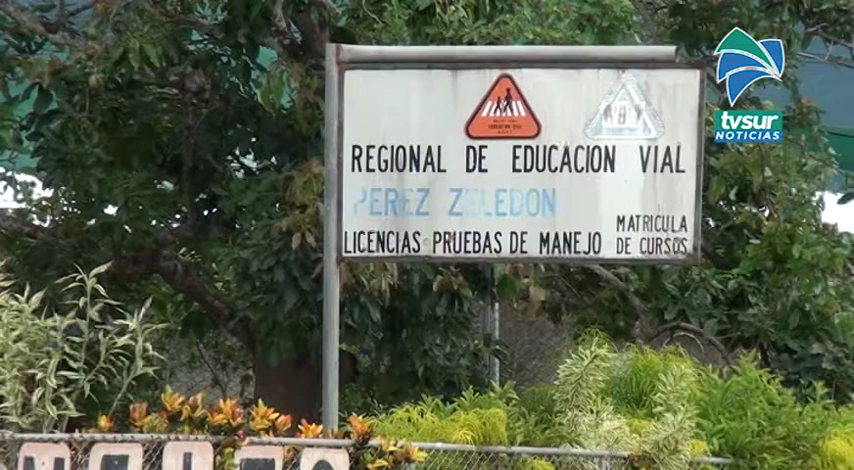 tvsur
NOTICIAS
REGIONAL DE EDUCACION VIAL
PEREZ ZELEDON
LICENCIAS PRUEBAS DE MANEJO
MATRICULA
DE CURSOS